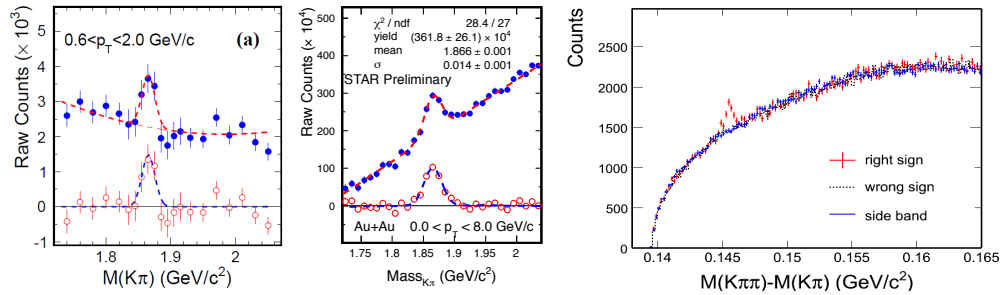 Raw Counts (× 10³)
0.6<p_T<2.0 GeV/c (a)
5
4
3
2
1
0
-1
1.8 1.9 2
M(Kπ) (GeV/c²)
Raw Counts (× 10⁴)
χ² / ndf 28.4 / 27
yield (361.8 ± 26.1) × 10⁴
mean 1.866 ± 0.001
σ 0.014 ± 0.001
STAR Preliminary
400
300
200
100
0
Au+Au 0.0 < p_T < 8.0 GeV/c
1.75 1.8 1.85 1.9 1.95 2
Mass_Kπ (GeV/c²)
Counts
2500
2000
1500
1000
500
0
right sign
wrong sign
side band
0.14 0.145 0.15 0.155 0.16 0.165
M(Kππ)-M(Kπ) (GeV/c²)